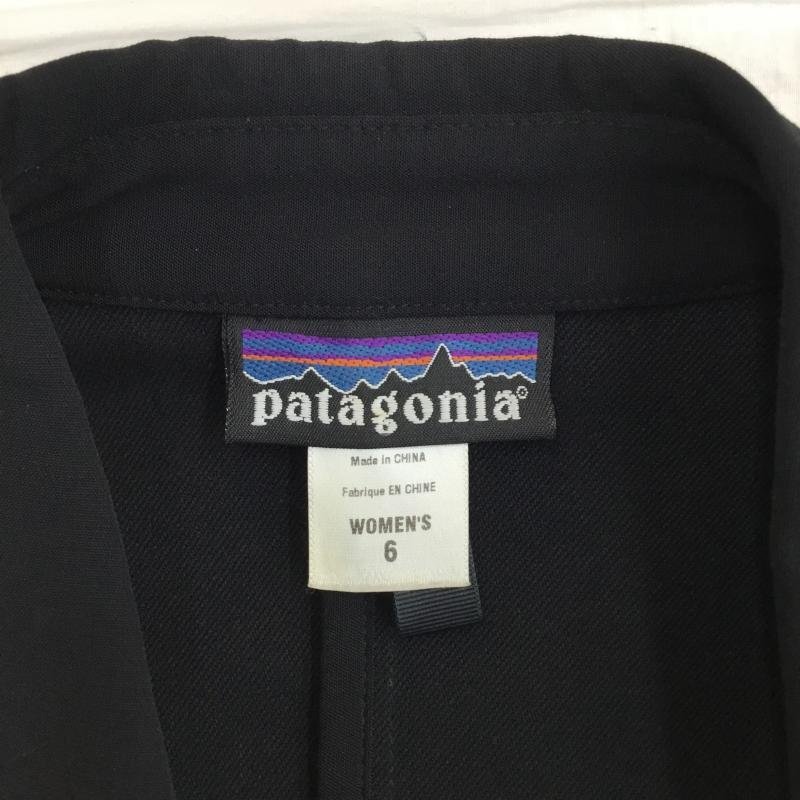 patagonia®
Made in CHINA
Fabrique EN CHINE
WOMEN'S
6